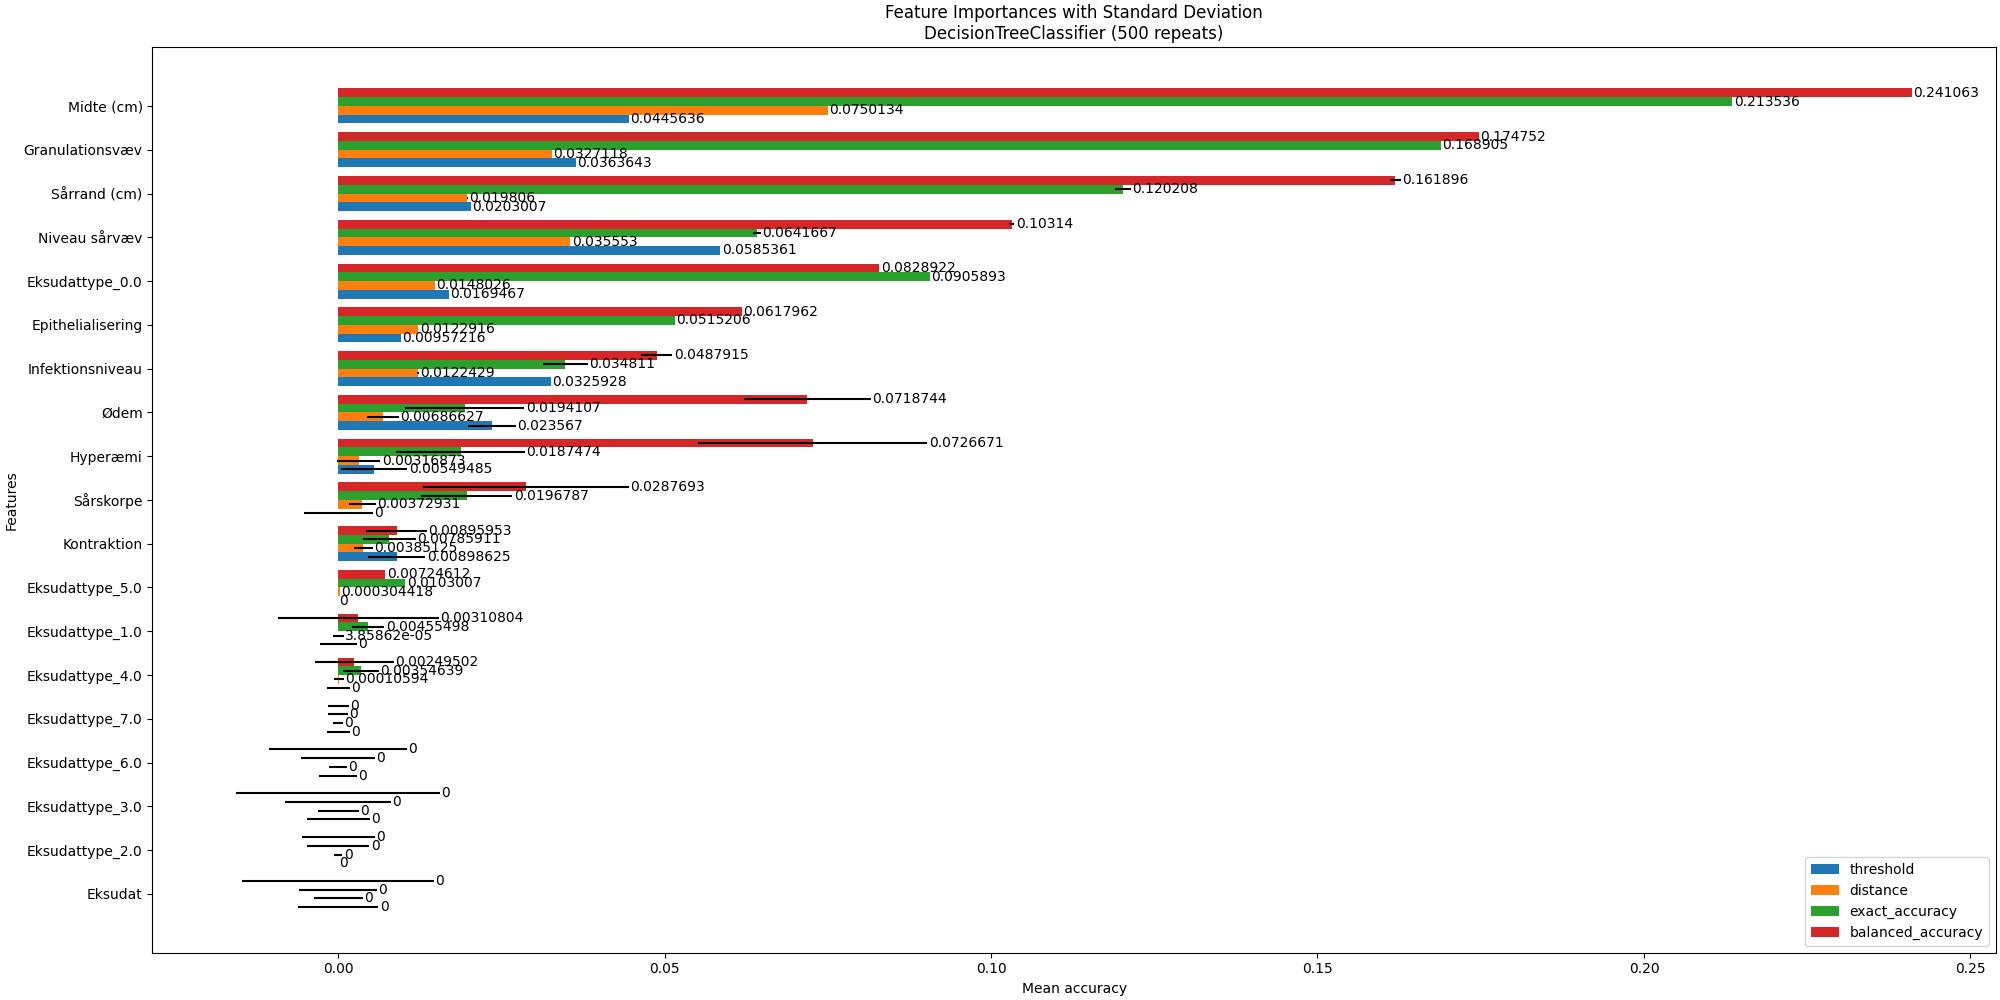 Feature Importances with Standard Deviation
DecisionTreeClassifier (500 repeats)
Features
Midte (cm)
0.241063
0.213536
0.0750134
0.0445636
Granulationsvæv
0.174752
0.168905
0.0327118
0.0363643
Sårrand (cm)
0.161896
0.120208
0.019806
0.0203007
Niveau sårvæv
0.10314
0.0641667
0.035553
0.0585361
Eksudattype_0.0
0.0828922
0.0905893
0.0148026
0.0169467
Epithelialisering
0.0617962
0.0515206
0.0122916
0.00957216
Infektionsniveau
0.0487915
0.034811
0.0122429
0.0325928
Ødem
0.0718744
0.0194107
0.00686627
0.023567
Hyperæmi
0.0726671
0.0187474
0.00316873
0.00549485
Sårskorpe
0.0287693
0.0196787
0.00372931
0
Kontraktion
0.00895953
0.00785911
0.00385125
0.00898625
Eksudattype_5.0
0.00724612
0.0103007
0.000304418
0
Eksudattype_1.0
0.00310804
0.00455498
3.85862e-05
0
Eksudattype_4.0
0.00249502
0.00354639
0.00010594
0
Eksudattype_7.0
0
0
0
0
Eksudattype_6.0
0
0
0
0
Eksudattype_3.0
0
0
0
0
Eksudattype_2.0
0
0
0
0
Eksudat
0
0
0
0
threshold
distance
exact_accuracy
balanced_accuracy
0.00 0.05 0.10 0.15 0.20 0.25
Mean accuracy